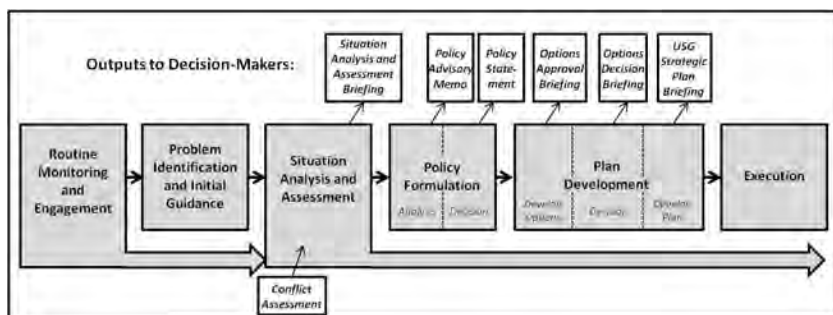 Outputs to Decision-Makers:
Situation
Analysis and
Assessment
Briefing
Policy
Advisory
Memo
Policy
State-
ment
Options
Approval
Briefing
Options
Decision
Briefing
USG
Strategic
Plan
Briefing
Routine
Monitoring
and
Engagement
Problem
Identification
and Initial
Guidance
Situation
Analysis and
Assessment
Policy
Formulation
Analysis
Decision
Plan
Development
Develop
Options
Decision
Develop
Plan
Execution
Conflict
Assessment